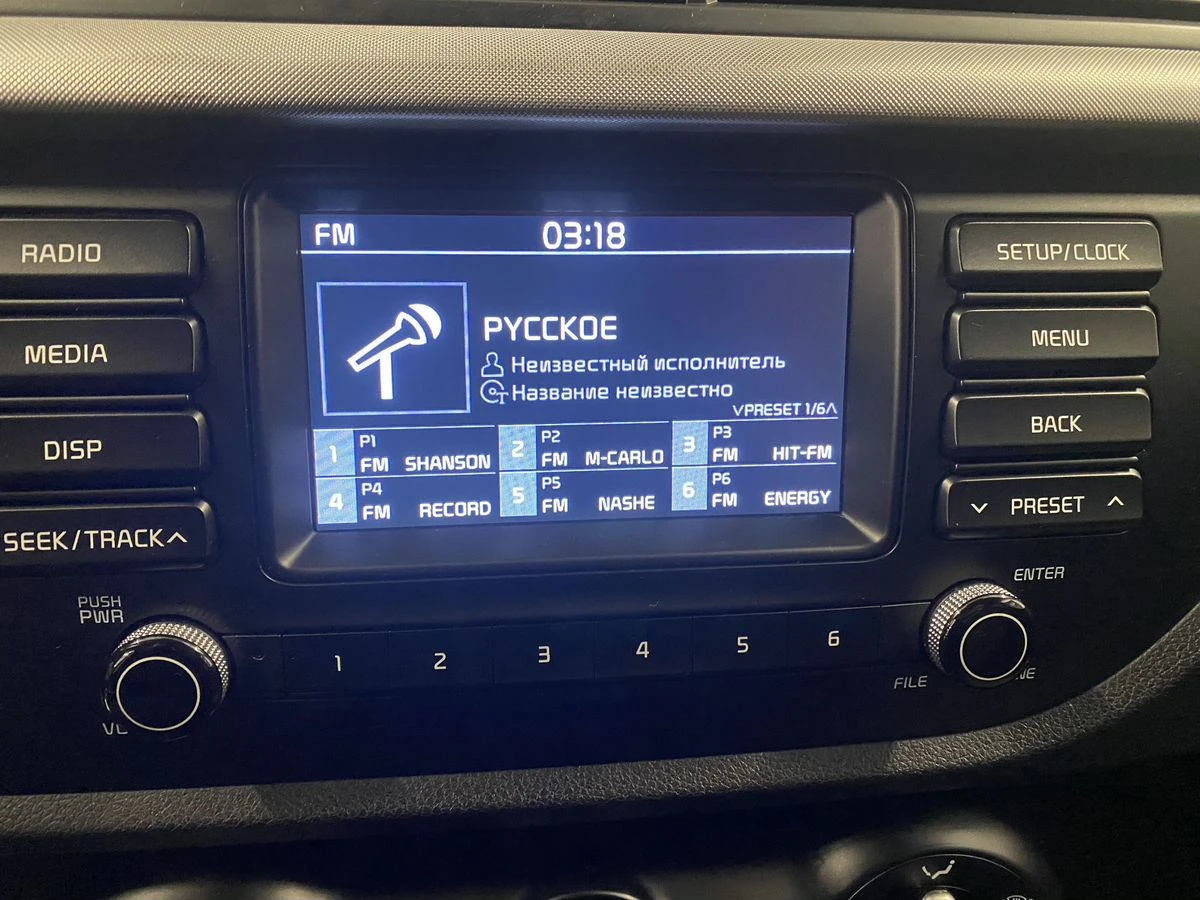 FM 03:18
РУССКОЕ
Неизвестный исполнитель
Название неизвестно
∨PRESET 1/6∧
1 P1 FM SHANSON
2 P2 FM M-CARLO
3 P3 FM HIT-FM
4 P4 FM RECORD
5 P5 FM NASHE
6 P6 FM ENERGY
RADIO
MEDIA
DISP
SEEK/TRACK∧
SETUP/CLOCK
MENU
BACK
∨ PRESET ∧
PUSH
PWR
1 2 3 4 5 6
ENTER
FILE